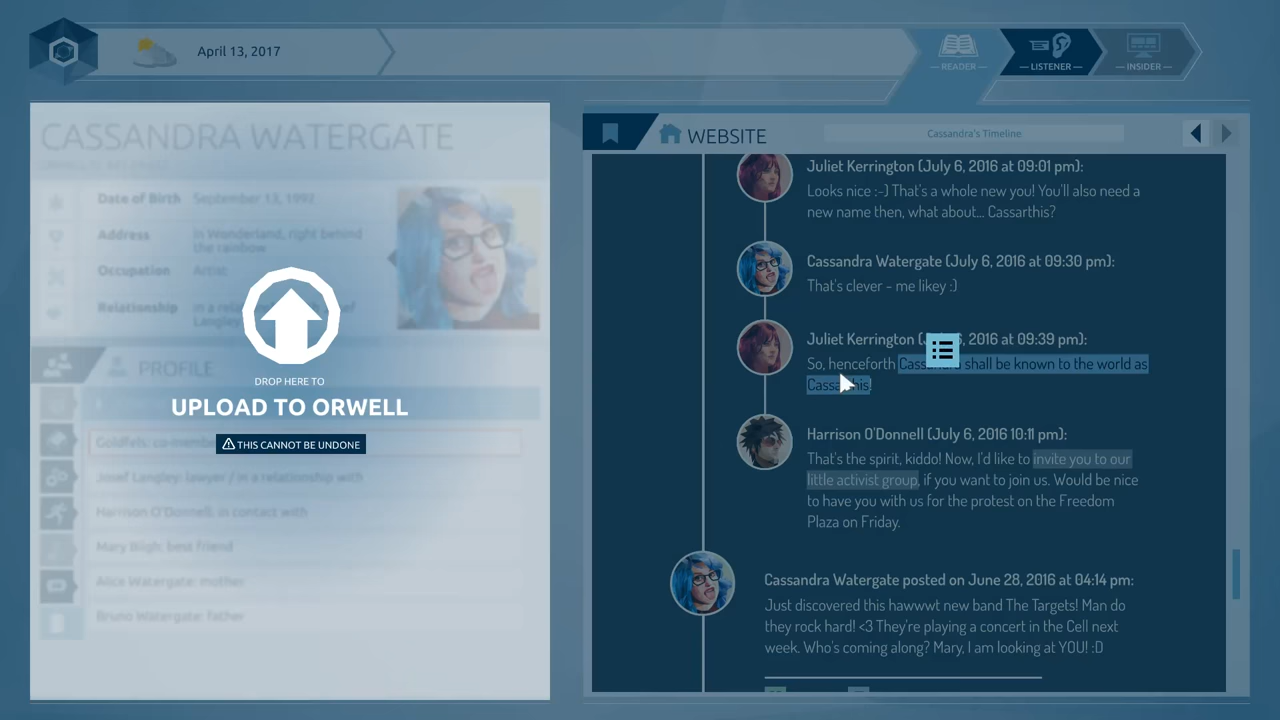 April 13, 2017
— READER —
— LISTENER —
— INSIDER —
CASSANDRA WATERGATE
Date of Birth September 13, 1992
Address In Wonderland, right behind
the rainbow
Occupation Artist
Relationship In a relationship with Josef
Langley
PROFILE
DROP HERE TO
UPLOAD TO ORWELL
THIS CANNOT BE UNDONE
Goldfels: co-membe
Josef Langley: lawyer / in a relationship with
Harrison O'Donnell, in contact with
Mary Bligh: best friend
Alice Watergate: mother
Bruno Watergate: father
WEBSITE
Cassandra's Timeline
Juliet Kerrington (July 6, 2016 at 09:01 pm):
Looks nice :-) That's a whole new you! You'll also need a
new name then, what about... Cassarthis?
Cassandra Watergate (July 6, 2016 at 09:30 pm):
That's clever - me likey :)
Juliet Kerrington (July 6, 2016 at 09:39 pm):
So, henceforth Cassandra shall be known to the world as
Cassarthis!
Harrison O'Donnell (July 6, 2016 10:11 pm):
That's the spirit, kiddo! Now, I'd like to invite you to our
little activist group, if you want to join us. Would be nice
to have you with us for the protest on the Freedom
Plaza on Friday.
Cassandra Watergate posted on June 28, 2016 at 04:14 pm:
Just discovered this hawwwt new band The Targets! Man do
they rock hard! <3 They're playing a concert in the Cell next
week. Who's coming along? Mary, I am looking at YOU! :D